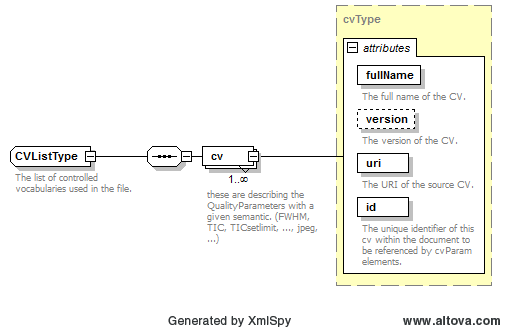 cvType
attributes
fullName
The full name of the CV.
version
The version of the CV.
uri
The URI of the source CV.
id
The unique identifier of this
cv within the document to
be referenced by cvParam
elements.
CVListType
The list of controlled
vocabularies used in the file.
cv
1..∞
these are describing the
QualityParameters with a
given semantic. (FWHM,
TIC, TICsetlimit, ..., jpeg,
...)
Generated by XmlSpy
www.altova.com